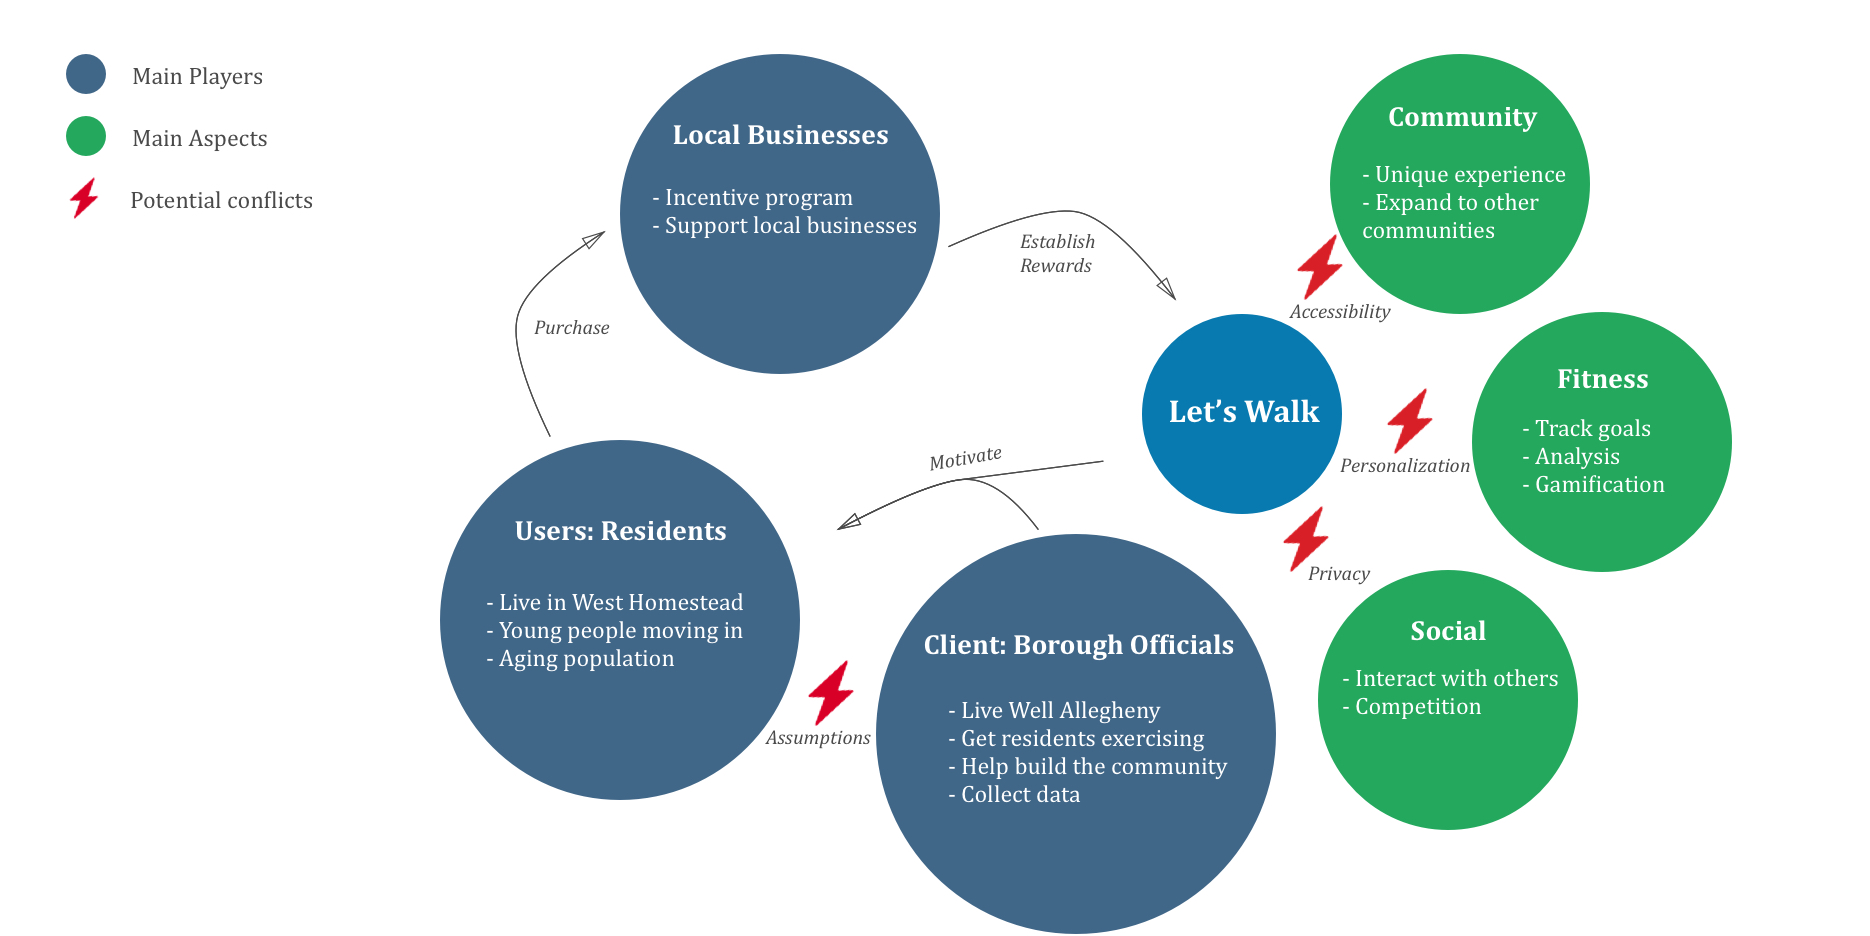 Main Players
Main Aspects
Potential conflicts
Local Businesses
- Incentive program
- Support local businesses
Establish
Rewards
Purchase
Community
- Unique experience
- Expand to other
communities
Accessibility
Let’s Walk
Fitness
- Track goals
- Analysis
- Gamification
Personalization
Motivate
Privacy
Users: Residents
- Live in West Homestead
- Young people moving in
- Aging population
Assumptions
Client: Borough Officials
- Live Well Allegheny
- Get residents exercising
- Help build the community
- Collect data
Social
- Interact with others
- Competition